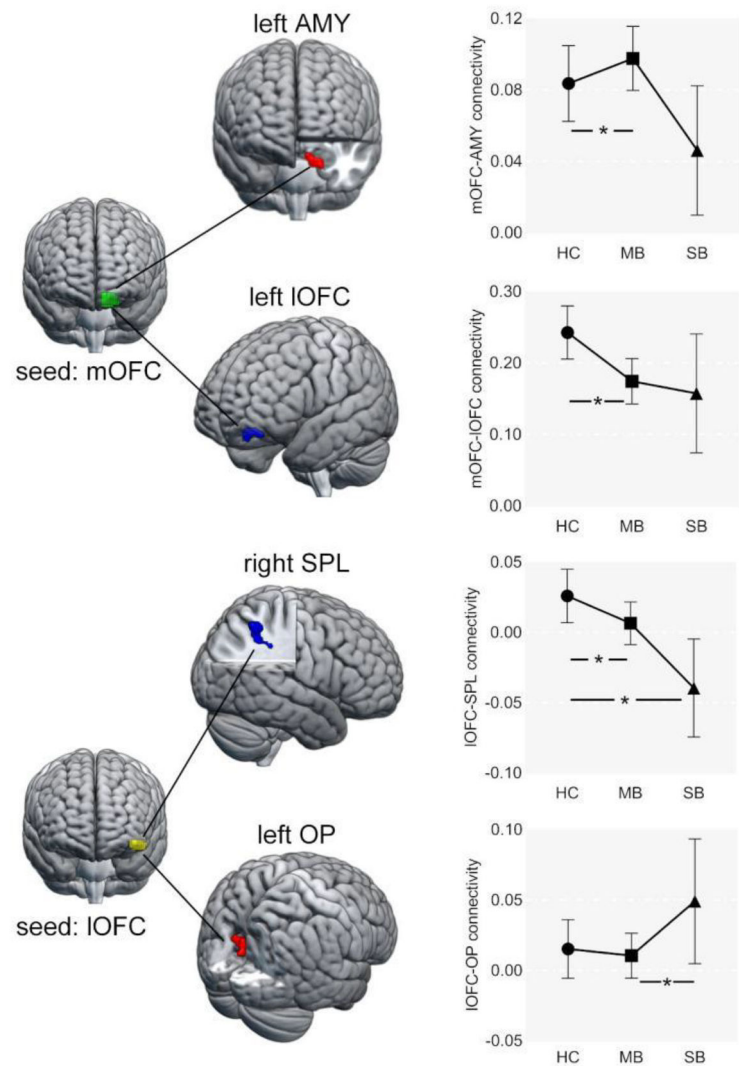 left AMY
seed: mOFC
left lOFC
0.12
0.08
0.04
0.00
mOFC-AMY connectivity
*
HC MB SB
0.30
0.20
0.10
0.00
mOFC-lOFC connectivity
*
HC MB SB
right SPL
seed: lOFC
left OP
0.05
0.00
-0.05
-0.10
lOFC-SPL connectivity
*
*
HC MB SB
0.10
0.05
0.00
-0.05
lOFC-OP connectivity
*
HC MB SB